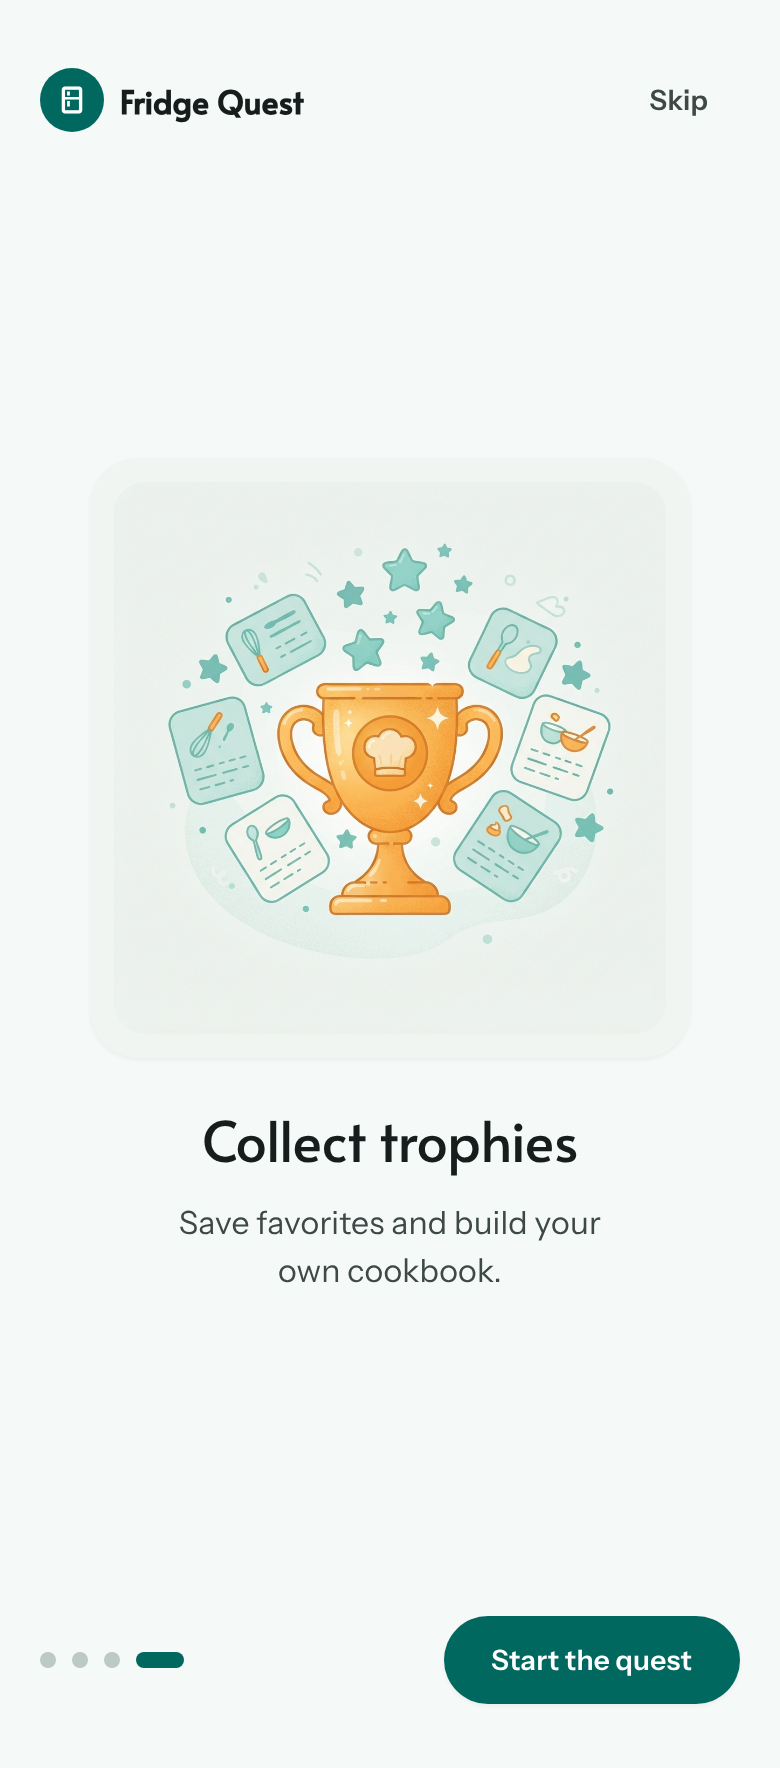 Fridge Quest
Skip
Collect trophies
Save favorites and build your
own cookbook.
Start the quest